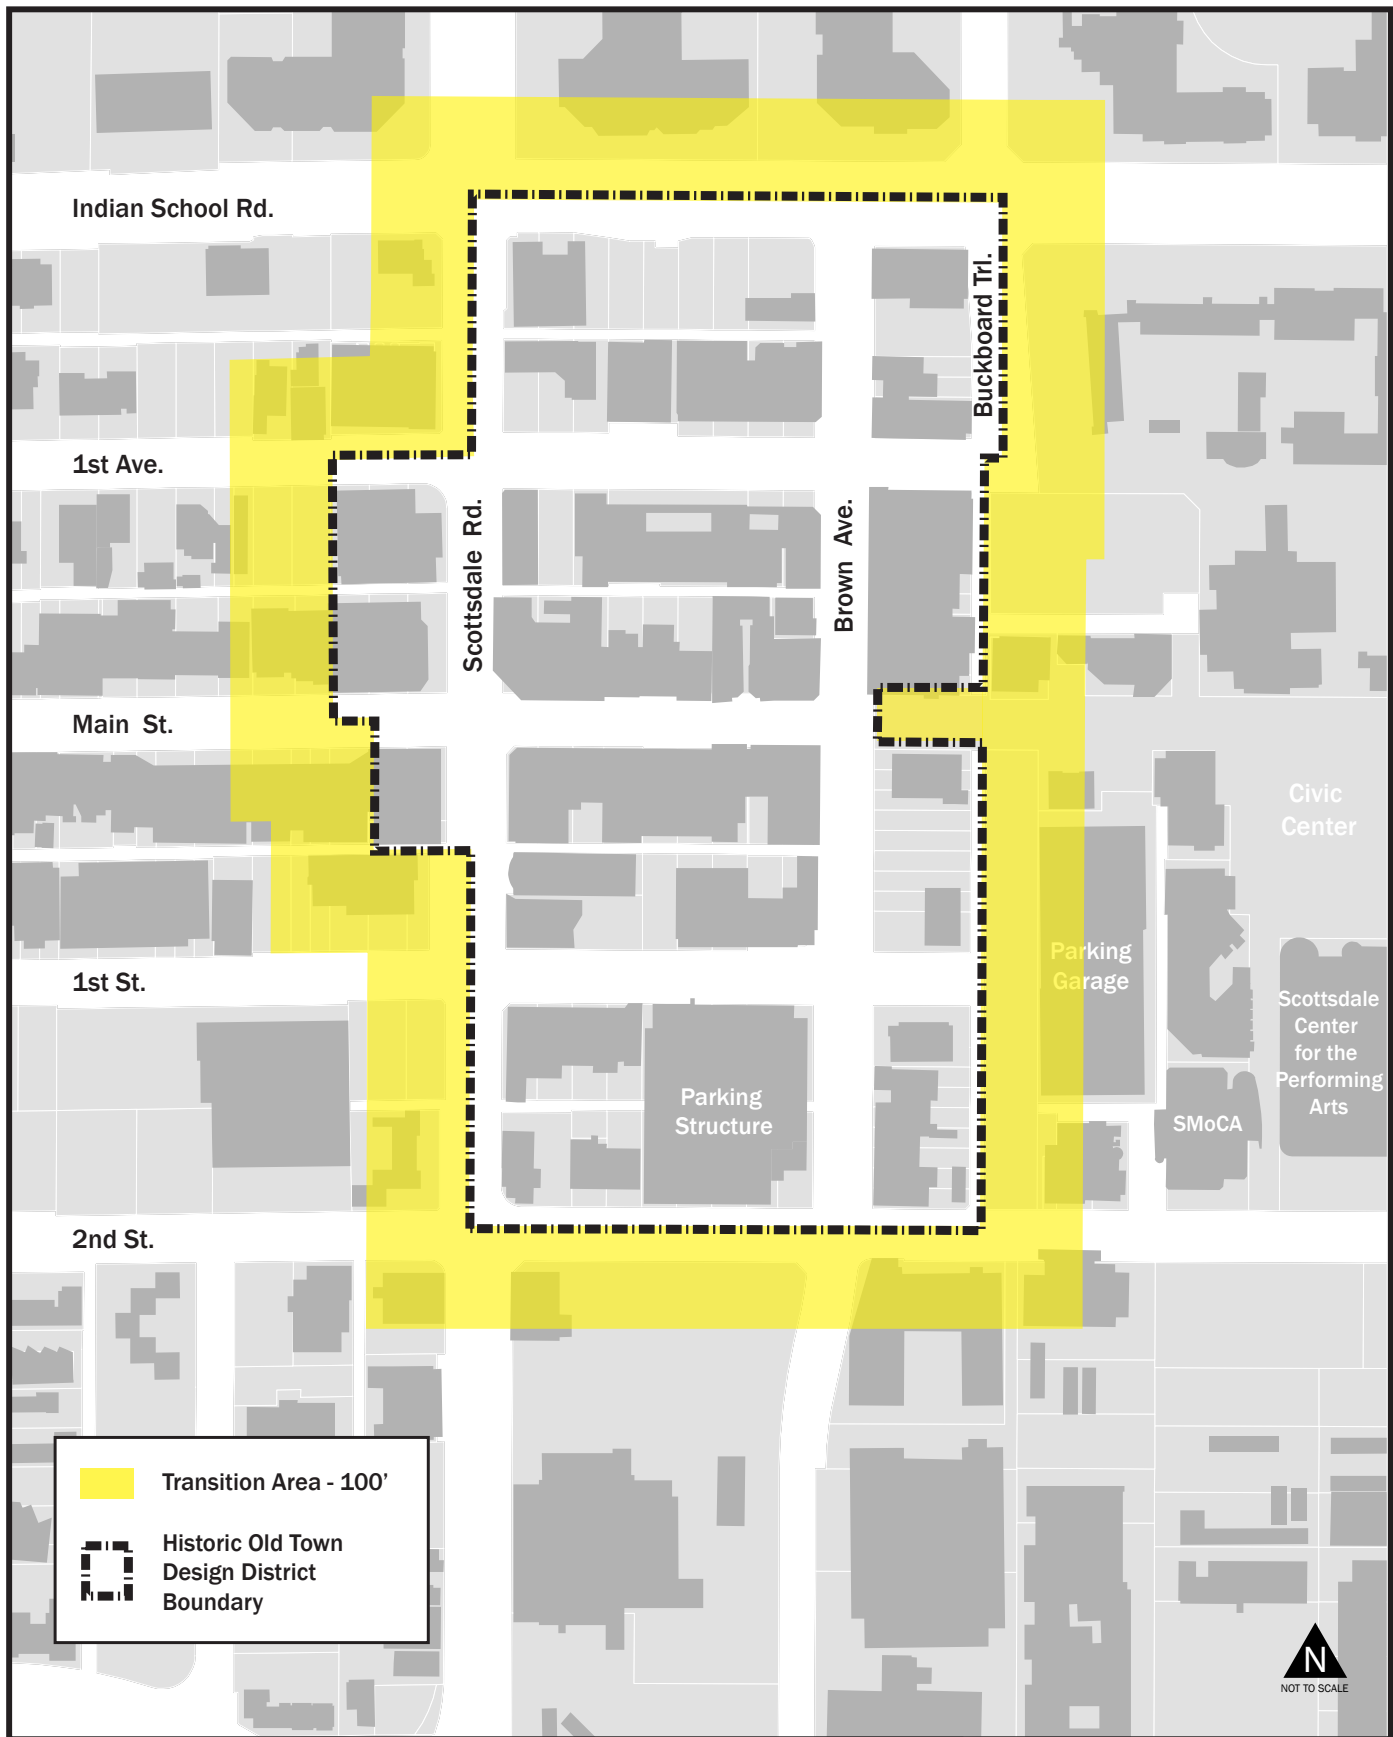 Indian School Rd.
Buckboard Trl.
1st Ave.
Scottsdale Rd.
Brown Ave.
Main St.
Civic
Center
Parking
Garage
1st St.
Scottsdale
Center
for the
Performing
Arts
Parking
Structure
SMoCA
2nd St.
Transition Area - 100’
Historic Old Town
Design District
Boundary
N
NOT TO SCALE